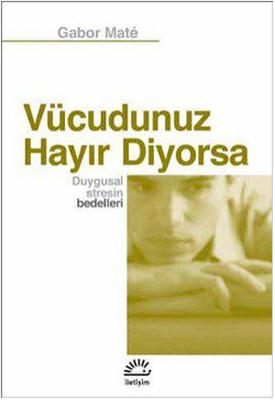 Gabor Maté
Vücudunuz
Hayır Diyorsa
Duygusal
stresin
bedelleri
iletişim